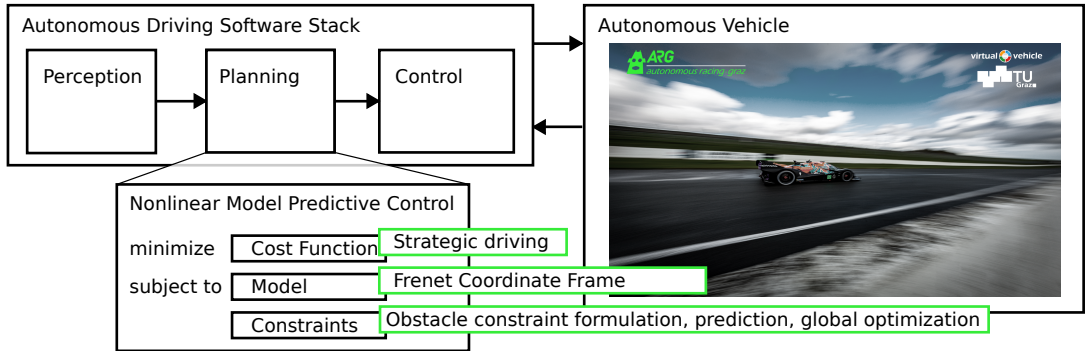 Autonomous Driving Software Stack
Perception
Planning
Control
Autonomous Vehicle
ARG
autonomous racing graz
virtual vehicle
TU
Graz
Nonlinear Model Predictive Control
minimize
Cost Function
Strategic driving
subject to
Model
Frenet Coordinate Frame
Constraints
Obstacle constraint formulation, prediction, global optimization